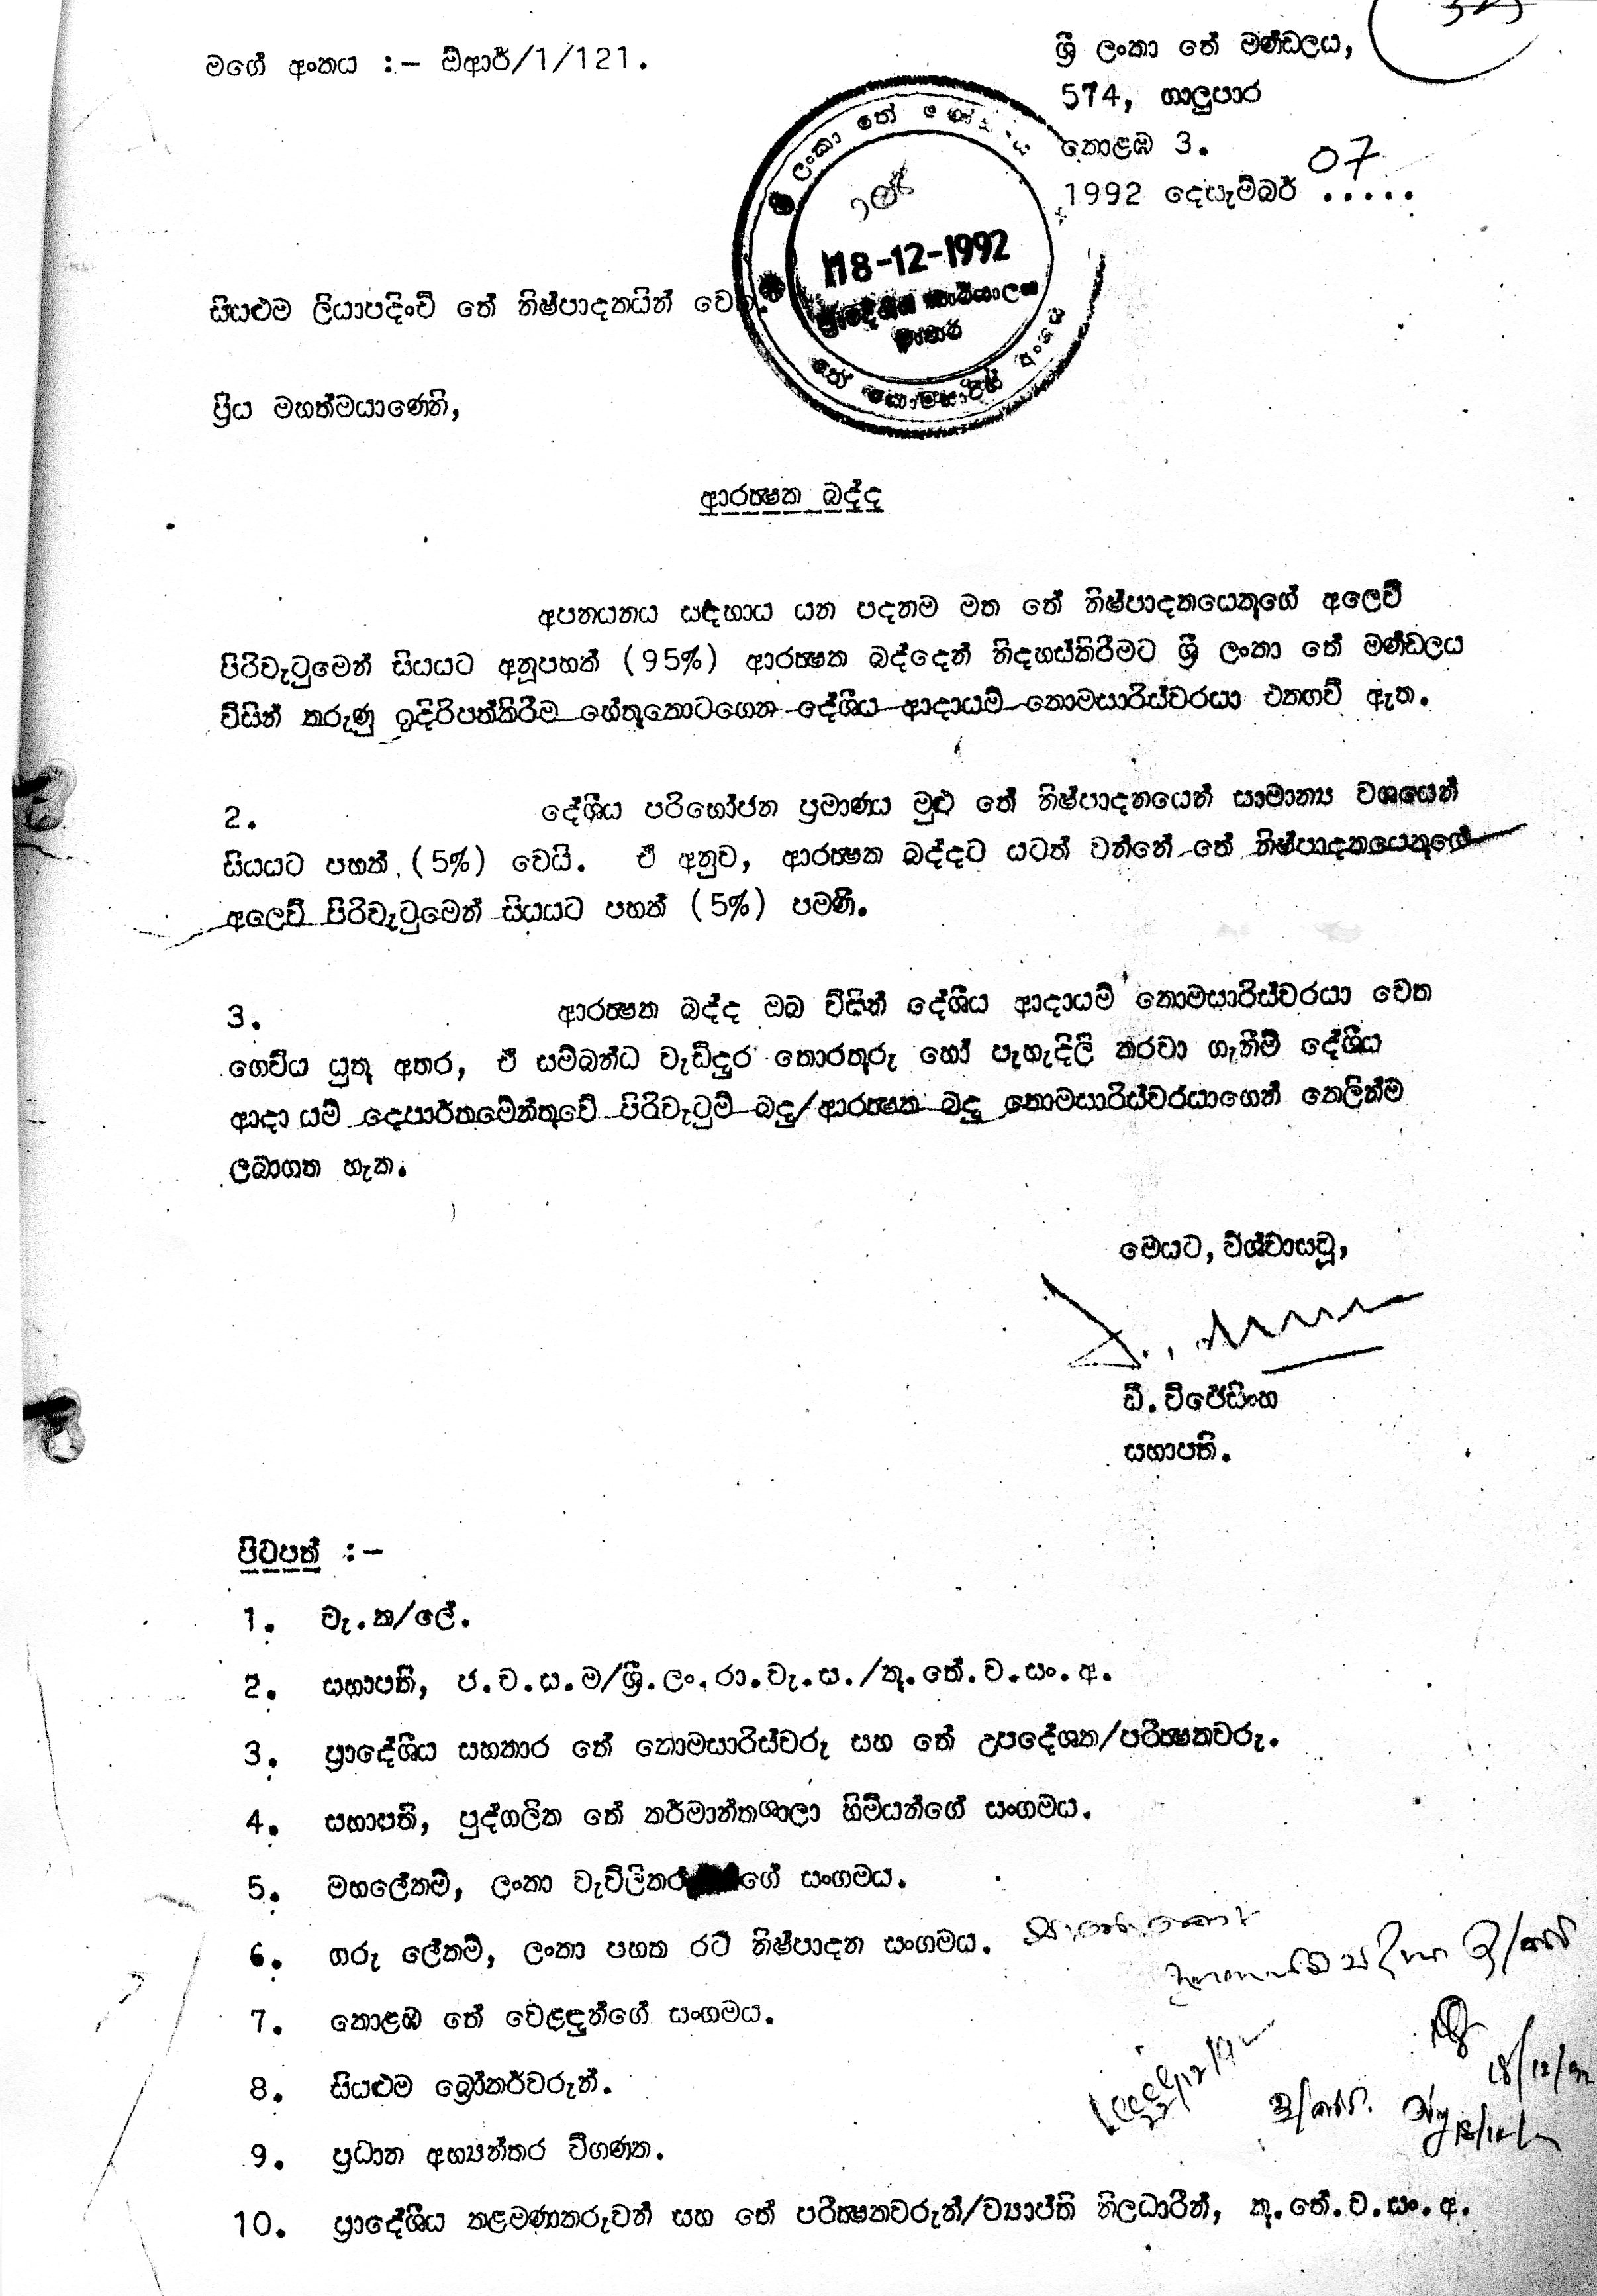 මගේ අංකය :- ඕආර්/1/121.
ශ්‍රී ලංකා තේ මණ්ඩලය,
574, ගාලුපාර
කොළඹ 3.
07
1992 දෙසැම්බර් .....
18-12-1992
සියළුම ලියාපදිංචි තේ නිෂ්පාදකයින් වෙත.
ප්‍රිය මහත්මයාණෙනි,
ආරක්ෂක බද්ද
අපනයනය සඳහාය යන පදනම මත තේ නිෂ්පාදකයෙකුගේ අලෙවි
පිරිවැටුමෙන් සියයට අනූපහක් (95%) ආරක්ෂක බද්දෙන් නිදහස්කිරීමට ශ්‍රී ලංකා තේ මණ්ඩලය
විසින් කරුණු ඉදිරිපත්කිරීම හේතුකොටගෙන දේශීය ආදායම් කොමසාරිස්වරයා එකඟවී ඇත.
2. දේශීය පරිභෝජන ප්‍රමාණය මුළු තේ නිෂ්පාදනයෙන් සාමාන්‍ය වශයෙන්
සියයට පහක් (5%) වෙයි. ඒ අනුව, ආරක්ෂක බද්දට යටත් වන්නේ තේ නිෂ්පාදකයෙකුගේ
අලෙවි පිරිවැටුමෙන් සියයට පහක් (5%) පමණි.
3. ආරක්ෂක බද්ද ඔබ විසින් දේශීය ආදායම් කොමසාරිස්වරයා වෙත
ගෙවිය යුතු අතර, ඒ සම්බන්ධ වැඩිදුර තොරතුරු හෝ පැහැදිලි කරවා ගැනීම් දේශීය
ආදායම් දෙපාර්තමේන්තුවේ පිරිවැටුම් බදු/ආරක්ෂක බදු කොමසාරිස්වරයාගෙන් කෙලින්ම
ලබාගත හැක.
මෙයට, විශ්වාසවූ,
ඩී. විජේසිංහ
සභාපති.
පිටපත් :-
1. වැ.ක/ලේ.
2. සභාපති, ජ.ව.ස.ම/ශ්‍රී.ලං.රා.වැ.ස./කු.තේ.ව.සං.අ.
3. ප්‍රාදේශීය සහකාර තේ කොමසාරිස්වරු සහ තේ උපදේශක/පරීක්ෂකවරු.
4. සභාපති, පුද්ගලික තේ කර්මාන්තශාලා හිමියන්ගේ සංගමය.
5. මහලේකම්, ලංකා වැවිලිකරු ගේ සංගමය.
6. ගරු ලේකම්, ලංකා පහත රට නිෂ්පාදන සංගමය.
7. කොළඹ තේ වෙළඳුන්ගේ සංගමය.
8. සියළුම බ්‍රෝකර්වරුන්.
9. ප්‍රධාන අභ්‍යන්තර විගණක.
10. ප්‍රාදේශීය කළමණාකරුවන් සහ තේ පරීක්ෂකවරුන්/ව්‍යාප්ති නිලධාරීන්, කු.තේ.ව.සං.අ.
18/12/92